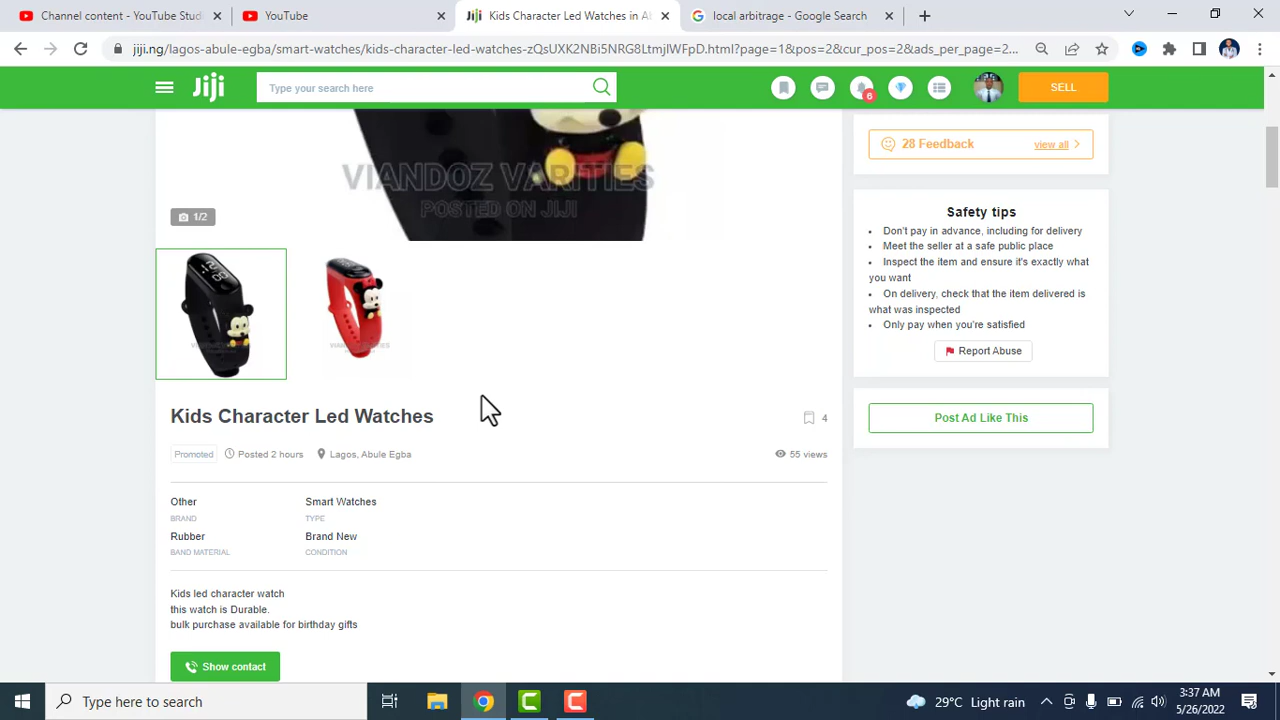 Channel content - YouTube Studi
YouTube
Kids Character Led Watches in Ab
local arbitrage - Google Search
jiji.ng/lagos-abule-egba/smart-watches/kids-character-led-watches-zQsUXK2NBi5NRG8LtmjlWFpD.html?page=1&pos=2&cur_pos=2&ads_per_page=2...
Jiji
Type your search here
6
SELL
VIANDOZ VARITIES
POSTED ON JIJI
1/2
VIANDOZ VARITIES
VIANDOZ VARITIES
Kids Character Led Watches
4
Promoted
Posted 2 hours
Lagos, Abule Egba
55 views
Other
BRAND
Smart Watches
TYPE
Rubber
BAND MATERIAL
Brand New
CONDITION
Kids led character watch
this watch is Durable.
bulk purchase available for birthday gifts
Show contact
28 Feedback
view all
Safety tips
Don't pay in advance, including for delivery
Meet the seller at a safe public place
Inspect the item and ensure it's exactly what
you want
On delivery, check that the item delivered is
what was inspected
Only pay when you're satisfied
Report Abuse
Post Ad Like This
Type here to search
29°C Light rain
3:37 AM
5/26/2022